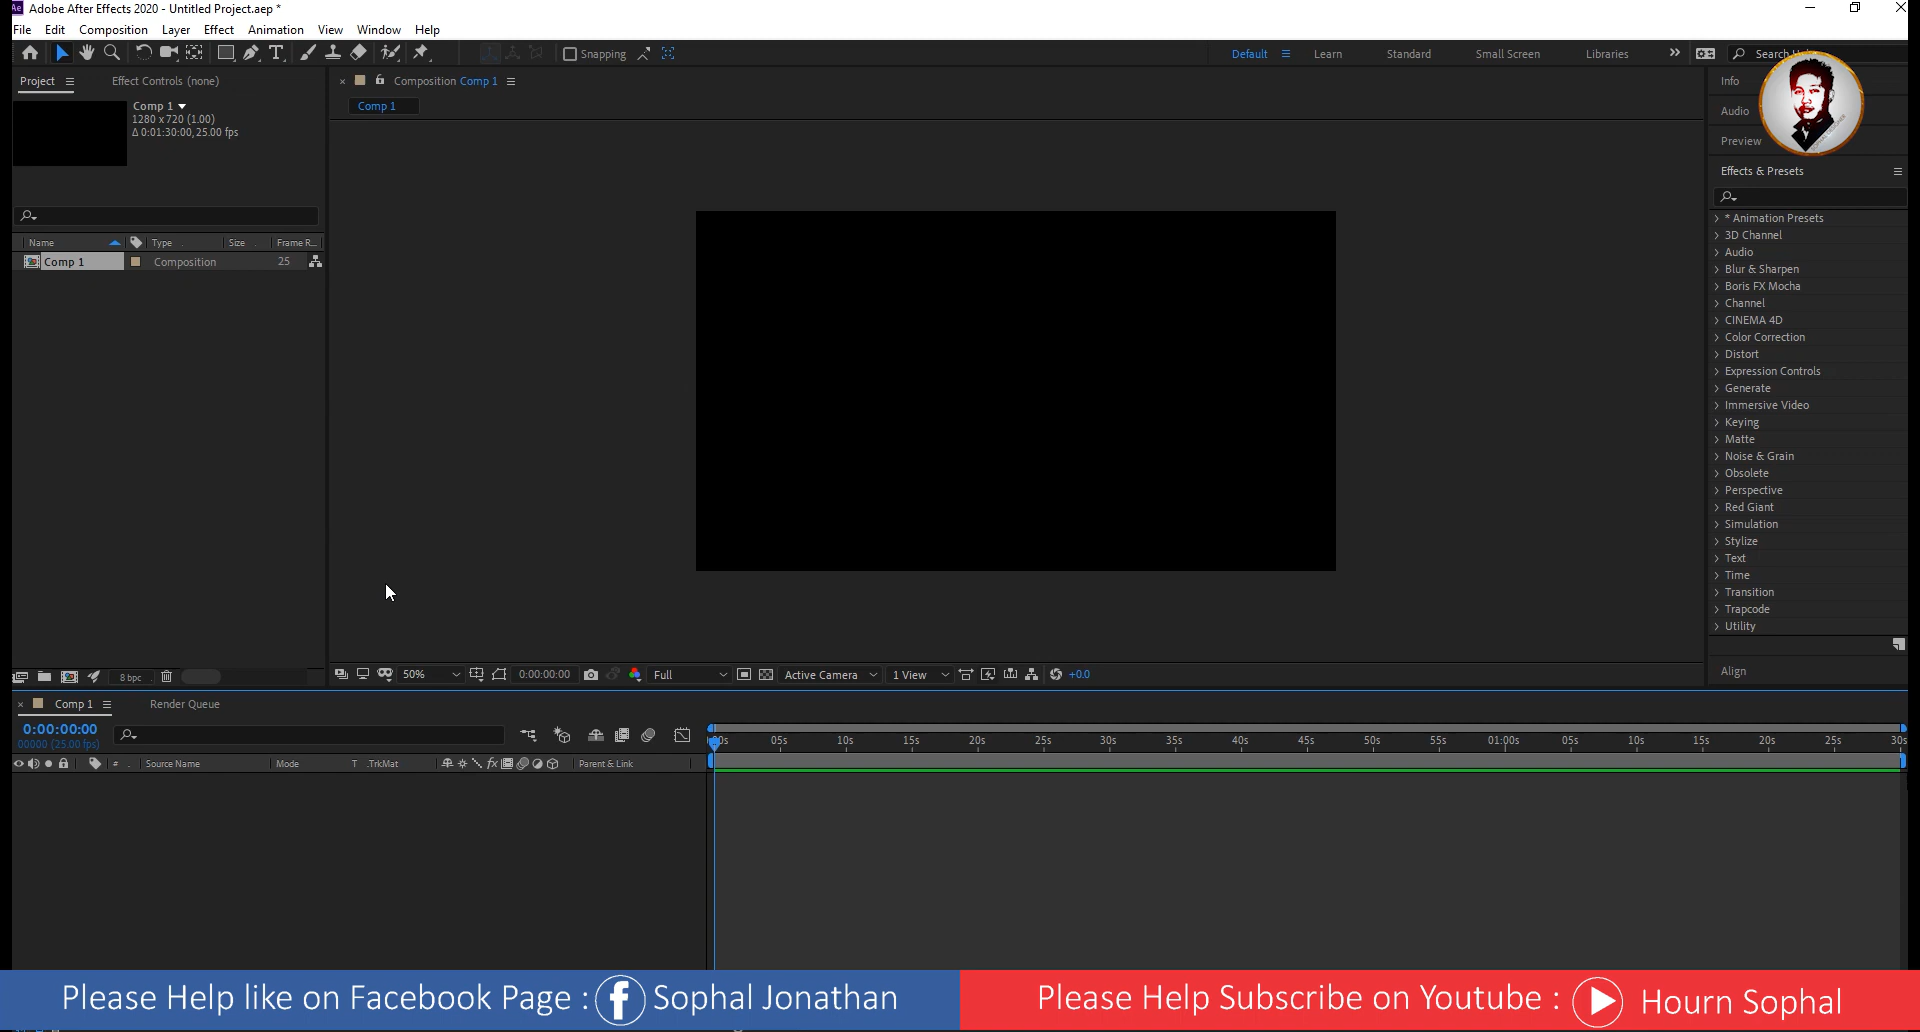 Ae Adobe After Effects 2020 - Untitled Project.aep *
File Edit Composition Layer Effect Animation View Window Help
Snapping Default Learn Standard Small Screen Libraries
Project Effect Controls (none)
Composition Comp 1
Comp 1
Comp 1
1280 x 720 (1.00)
Δ 0:01:30:00, 25.00 fps
Name Type Size Frame R...
Comp 1 Composition 25
Info
Audio
Preview
Effects & Presets
* Animation Presets
3D Channel
Audio
Blur & Sharpen
Boris FX Mocha
Channel
CINEMA 4D
Color Correction
Distort
Expression Controls
Generate
Immersive Video
Keying
Matte
Noise & Grain
Obsolete
Perspective
Red Giant
Simulation
Stylize
Text
Time
Transition
Trapcode
Utility
Align
8 bpc
50% 0:00:00:00 Full Active Camera 1 View +0.0
Comp 1 Render Queue
0:00:00:00
00000 (25.00 fps)
05s 10s 15s 20s 25s 30s 35s 40s 45s 50s 55s 01:00s 05s 10s 15s 20s 25s 30s
# Source Name Mode T .TrkMat fx Parent & Link
Please Help like on Facebook Page : f Sophal Jonathan
Please Help Subscribe on Youtube : Hourn Sophal